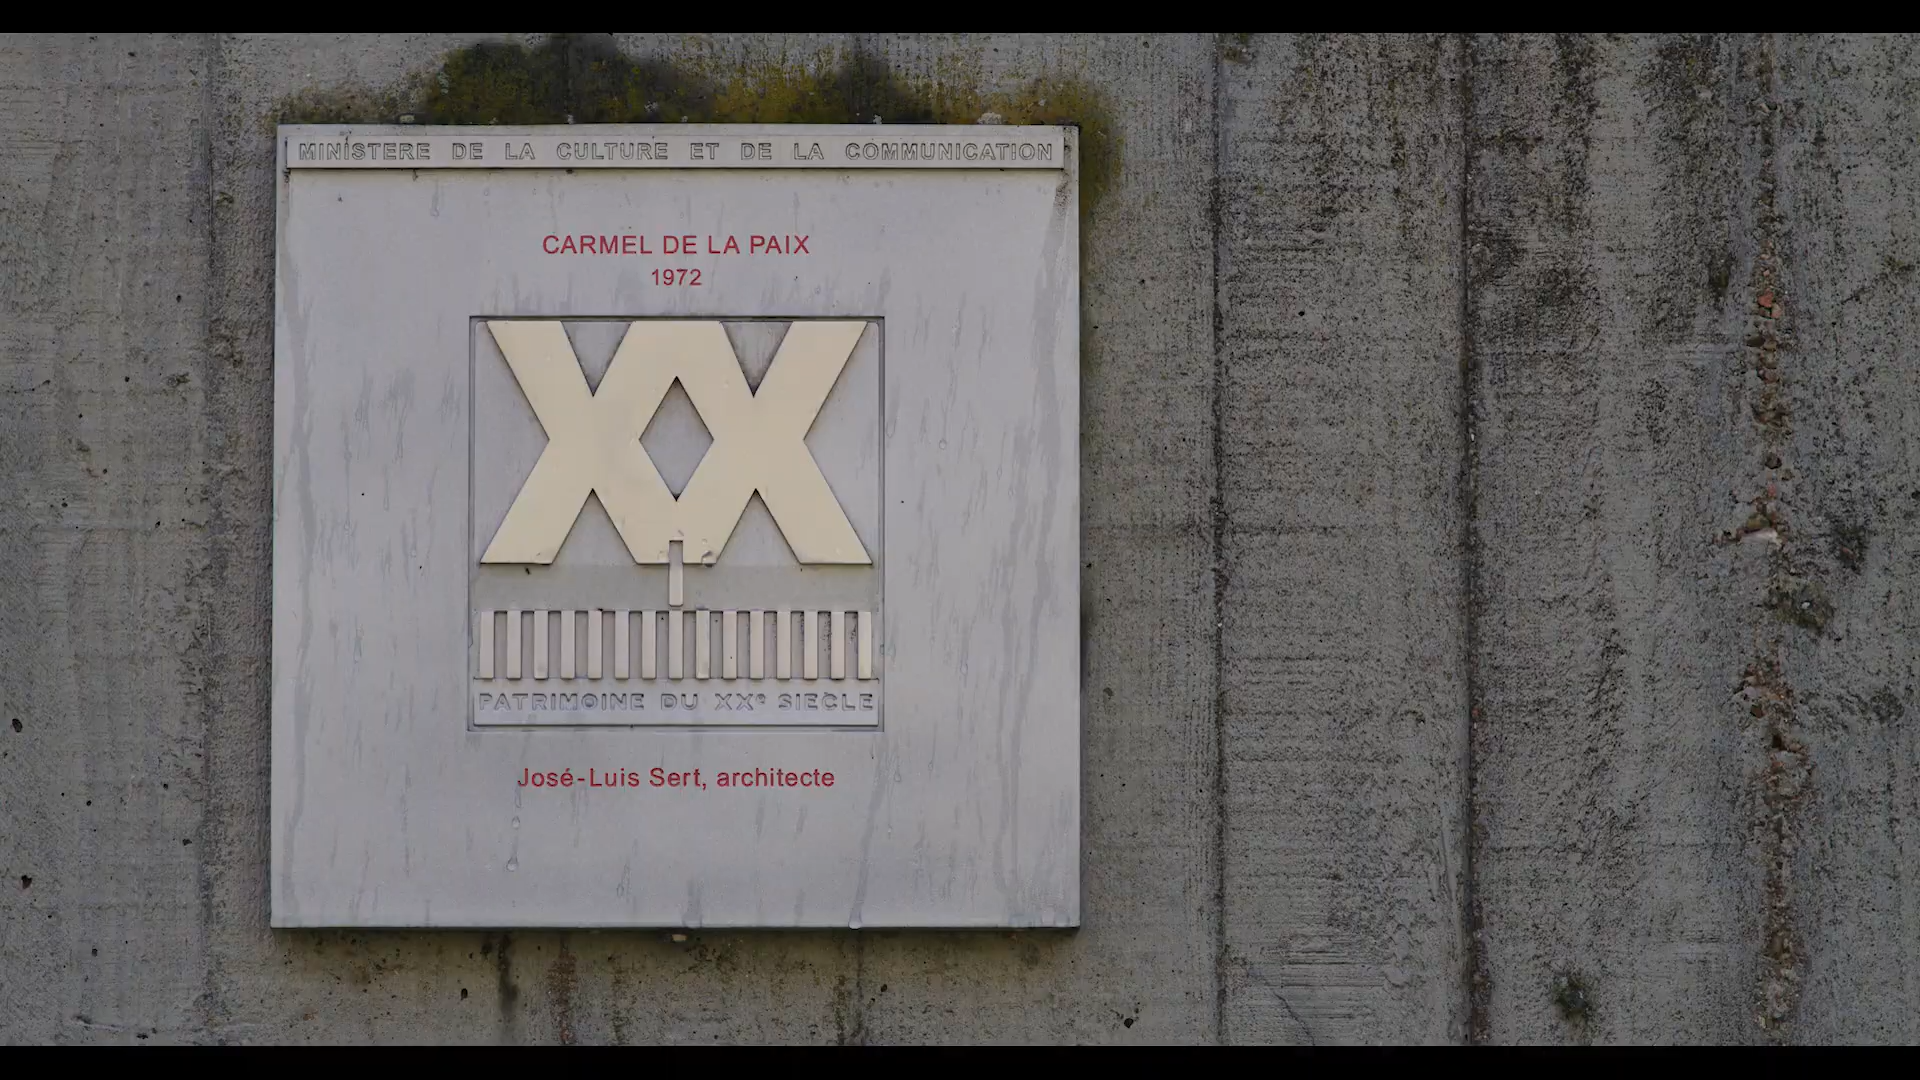 MINISTERE DE LA CULTURE ET DE LA COMMUNICATION
CARMEL DE LA PAIX
1972
XX
PATRIMOINE DU XXe SIECLE
José-Luis Sert, architecte